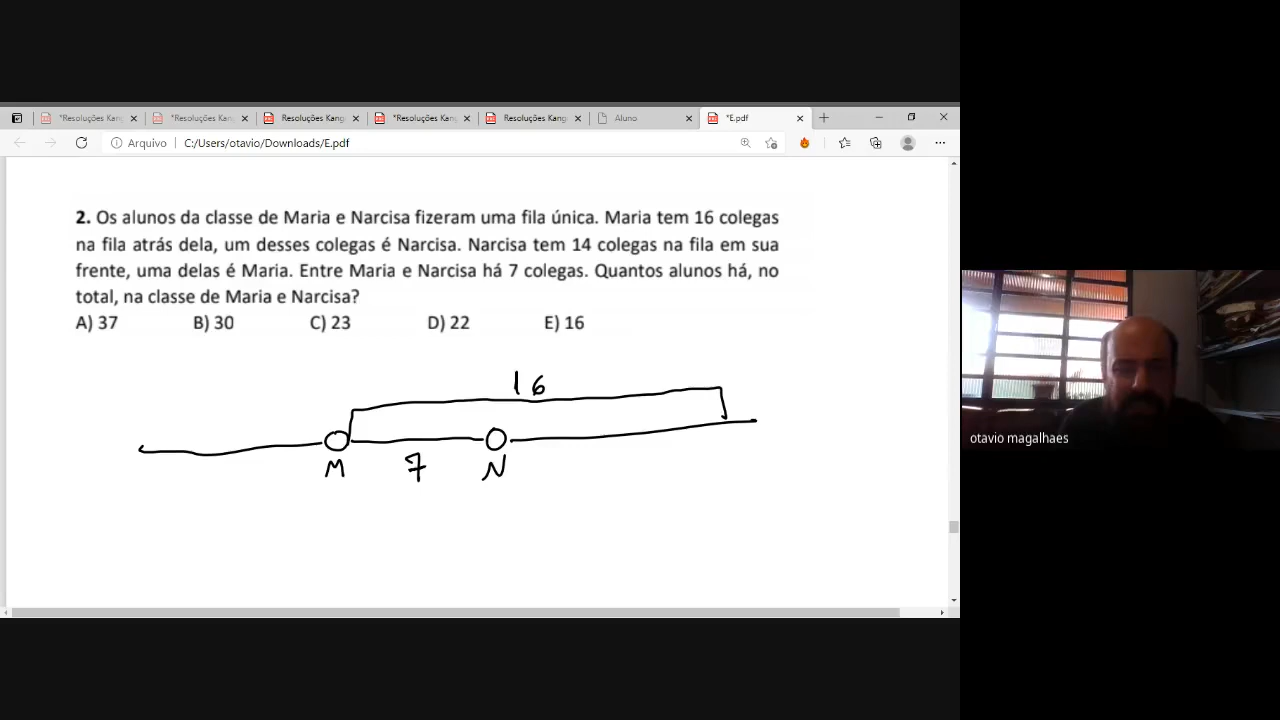 *Resoluções Kang
*Resoluções Kang
Resoluções Kang
*Resoluções Kang
Resoluções Kang
Aluno
*E.pdf
Arquivo
C:/Users/otavio/Downloads/E.pdf
2. Os alunos da classe de Maria e Narcisa fizeram uma fila única. Maria tem 16 colegas
na fila atrás dela, um desses colegas é Narcisa. Narcisa tem 14 colegas na fila em sua
frente, uma delas é Maria. Entre Maria e Narcisa há 7 colegas. Quantos alunos há, no
total, na classe de Maria e Narcisa?
A) 37 B) 30 C) 23 D) 22 E) 16
16
M 7 N
otavio magalhaes